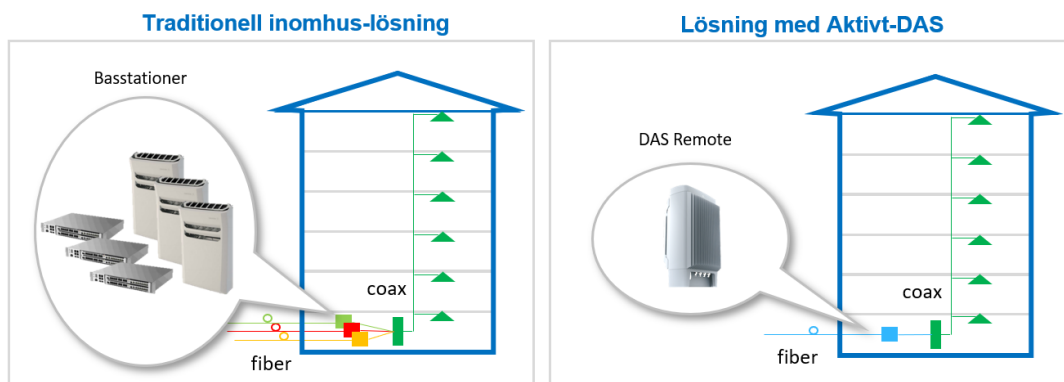 Traditionell inomhus-lösning
Basstationer
coax
fiber
Lösning med Aktivt-DAS
DAS Remote
coax
fiber